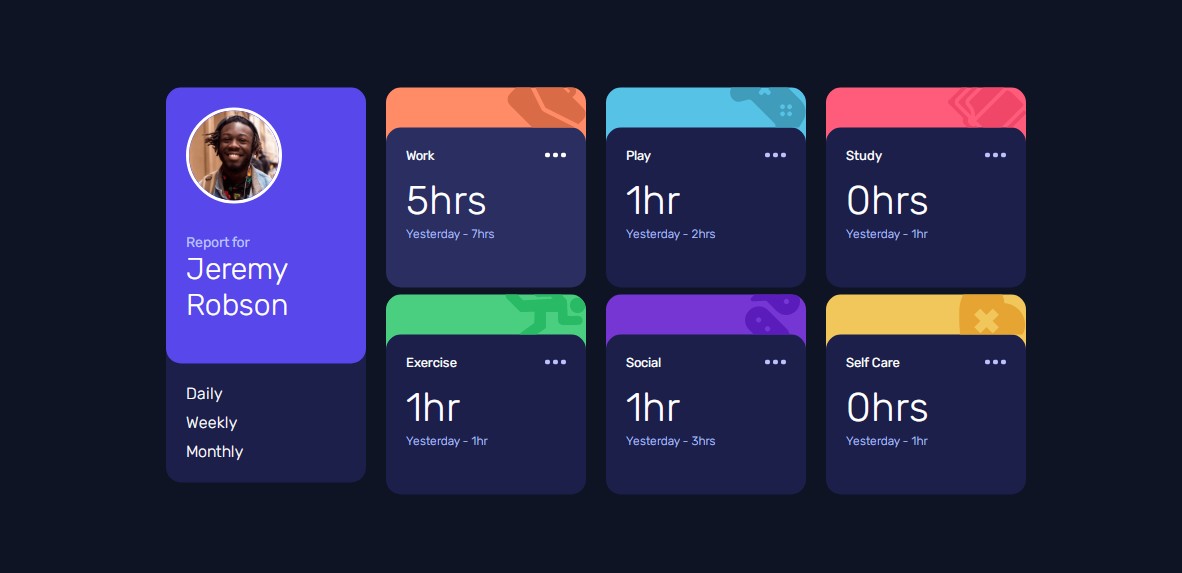 Report for
Jeremy
Robson
Daily
Weekly
Monthly
Work
5hrs
Yesterday - 7hrs
Play
1hr
Yesterday - 2hrs
Study
0hrs
Yesterday - 1hr
Exercise
1hr
Yesterday - 1hr
Social
1hr
Yesterday - 3hrs
Self Care
0hrs
Yesterday - 1hr